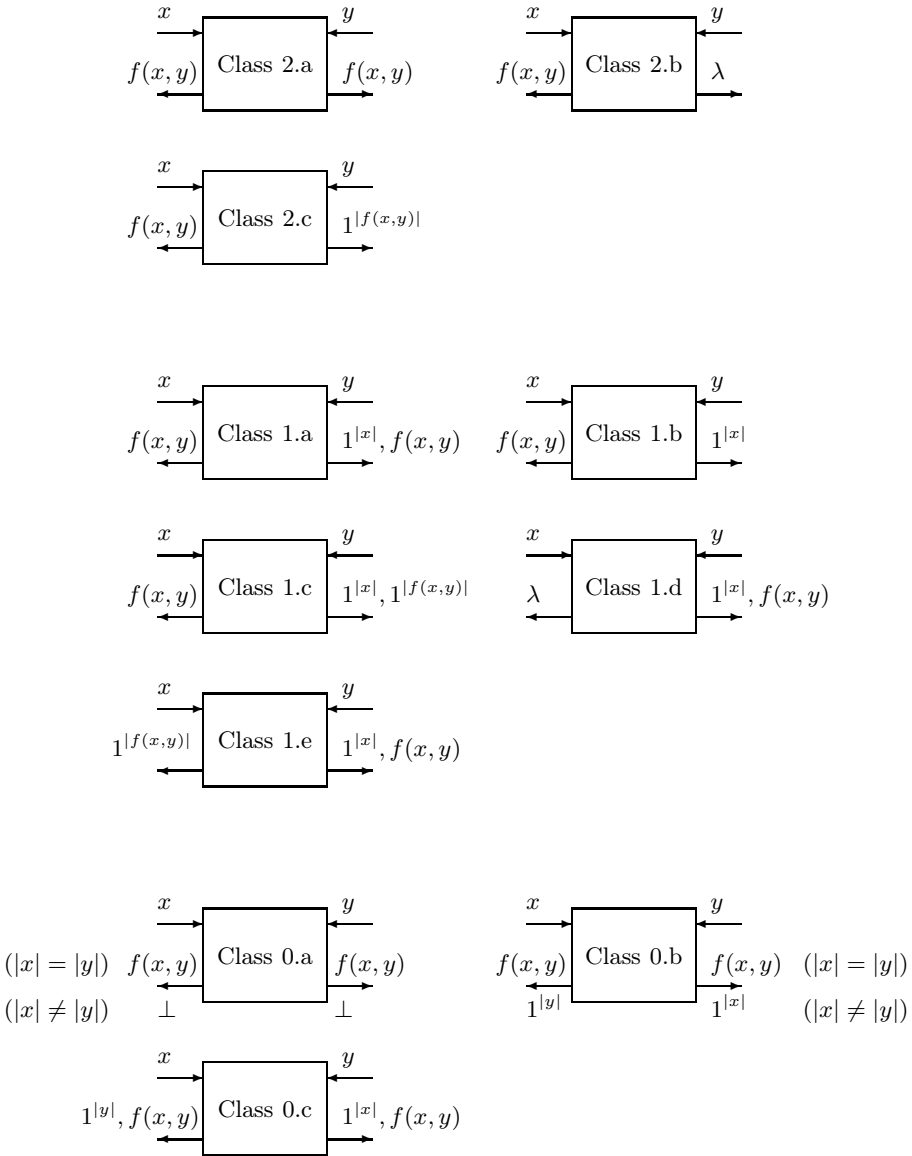 x y x y
f(x, y) Class 2.a f(x, y) f(x, y) Class 2.b λ
x y
f(x, y) Class 2.c 1^{|f(x,y)|}
x y x y
f(x, y) Class 1.a 1^{|x|}, f(x, y) f(x, y) Class 1.b 1^{|x|}
x y x y
f(x, y) Class 1.c 1^{|x|}, 1^{|f(x,y)|} λ Class 1.d 1^{|x|}, f(x, y)
x y
1^{|f(x,y)|} Class 1.e 1^{|x|}, f(x, y)
x y x y
(|x| = |y|) f(x, y) Class 0.a f(x, y) f(x, y) Class 0.b f(x, y) (|x| = |y|)
(|x| ≠ |y|) ⊥ ⊥ 1^{|y|} 1^{|x|} (|x| ≠ |y|)
x y
1^{|y|}, f(x, y) Class 0.c 1^{|x|}, f(x, y)